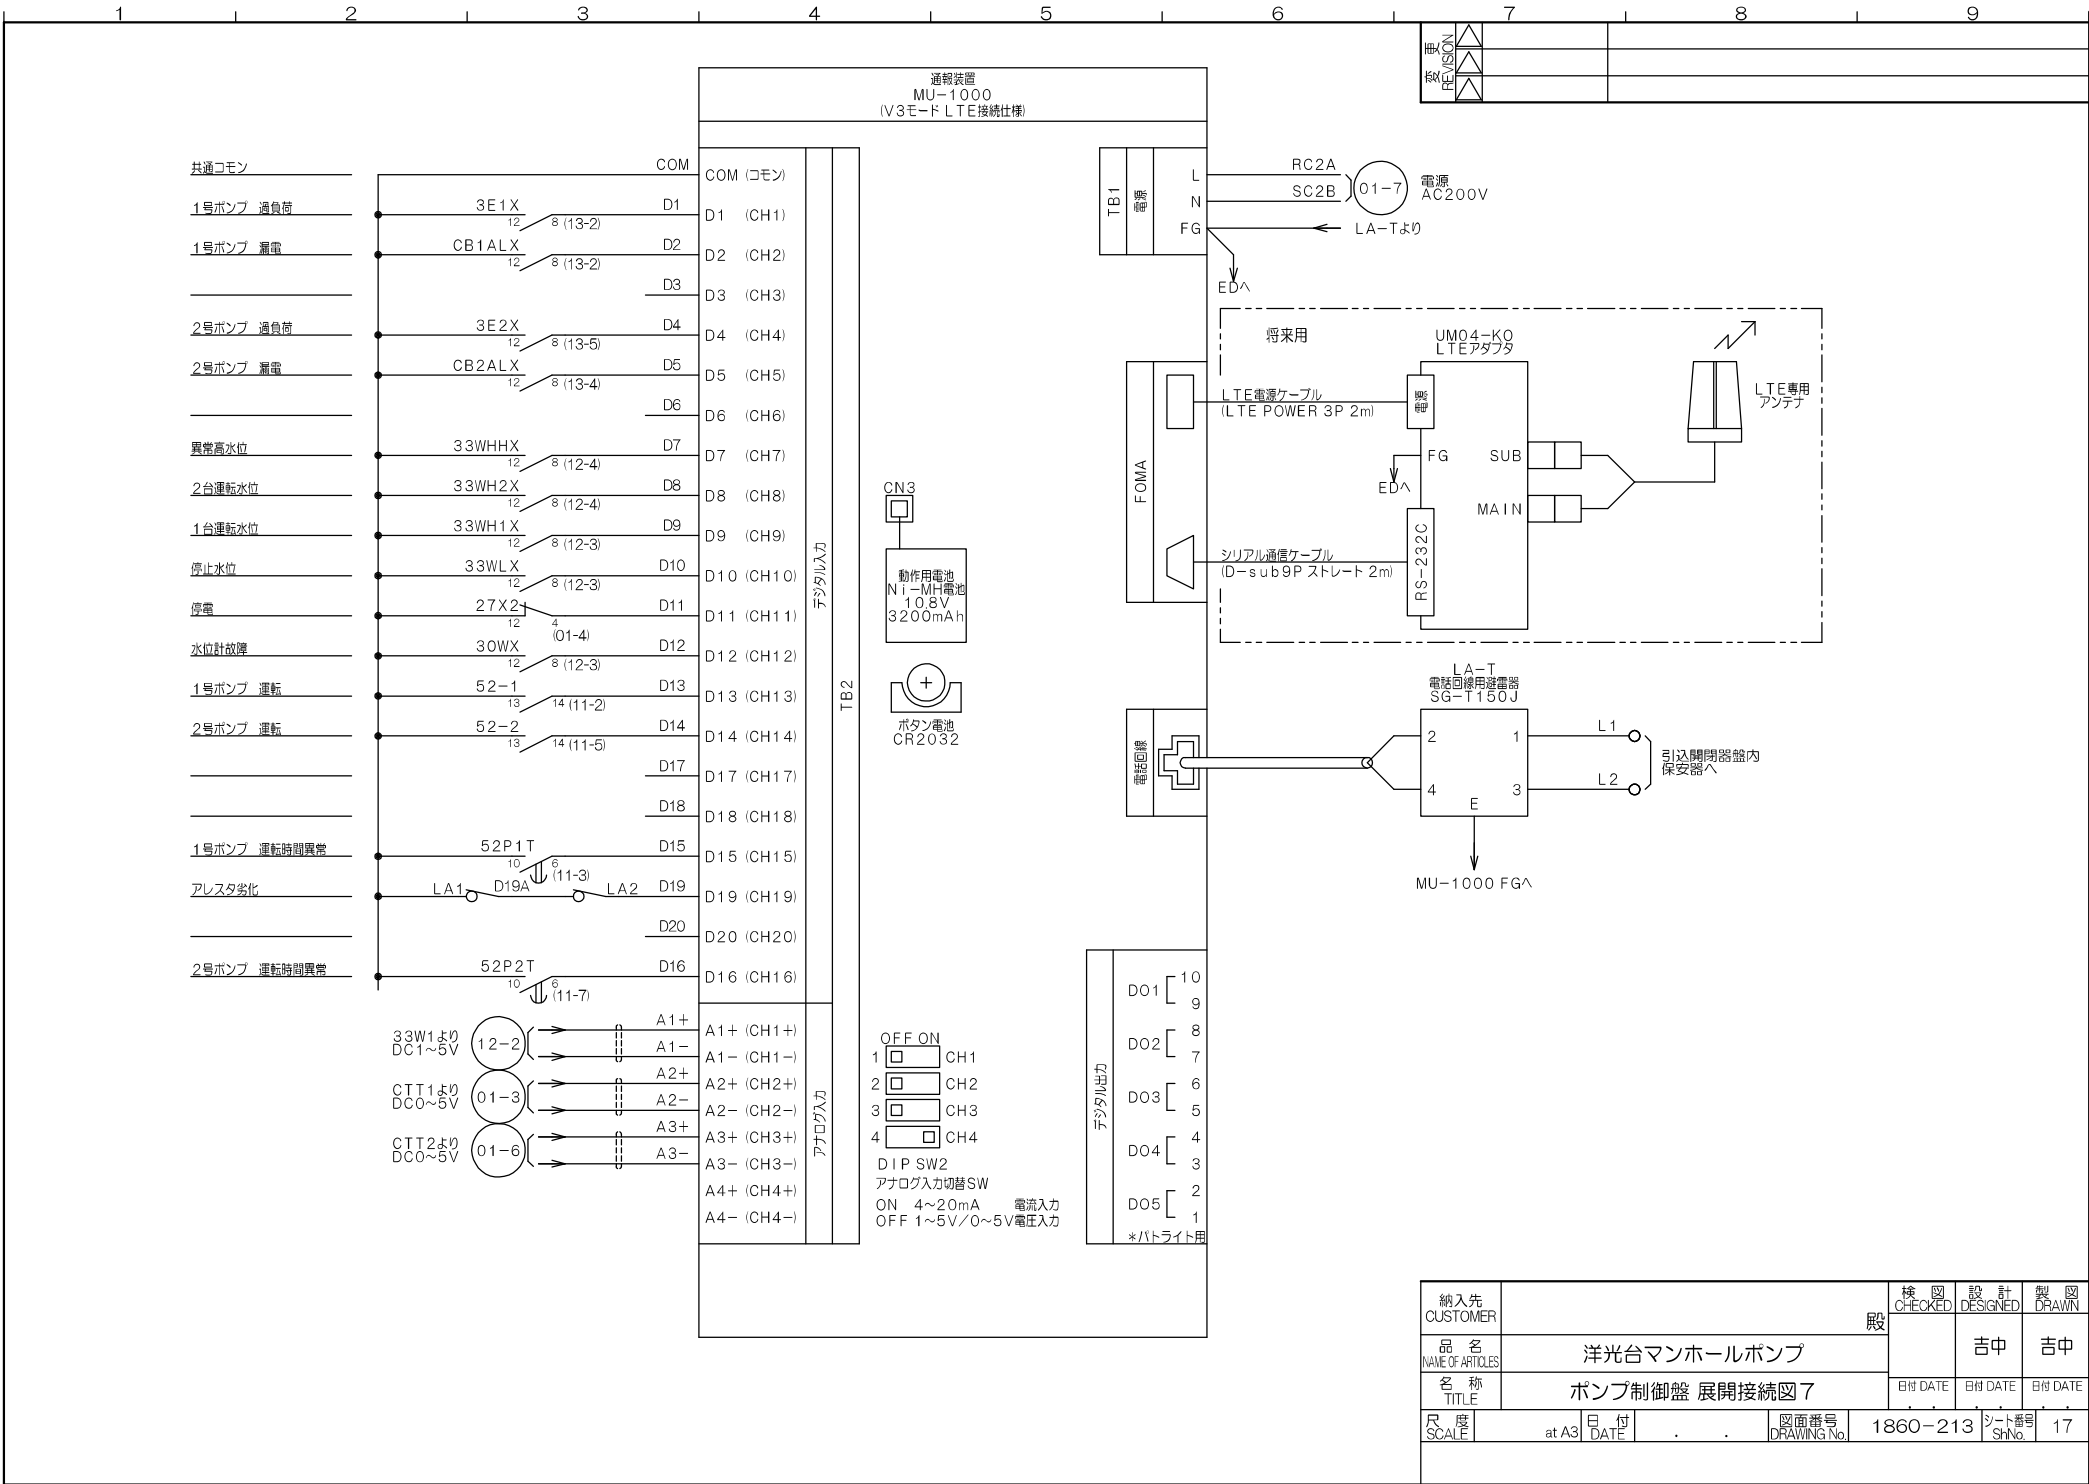 1 2 3 4 5 6 7 8 9
変更
REVISION
通報装置
MU-1000
(V3モード LTE接続仕様)
共通コモン COM COM (コモン)
1号ポンプ 過負荷 3E1X 12 8 (13-2) D1 D1 (CH1)
1号ポンプ 漏電 CB1ALX 12 8 (13-2) D2 D2 (CH2)
D3 D3 (CH3)
2号ポンプ 過負荷 3E2X 12 8 (13-5) D4 D4 (CH4)
2号ポンプ 漏電 CB2ALX 12 8 (13-4) D5 D5 (CH5)
D6 D6 (CH6)
異常高水位 33WHHX 12 8 (12-4) D7 D7 (CH7)
2台運転水位 33WH2X 12 8 (12-4) D8 D8 (CH8)
1台運転水位 33WH1X 12 8 (12-3) D9 D9 (CH9)
停止水位 33WLX 12 8 (12-3) D10 D10 (CH10)
停電 27X2 12 4 (01-4) D11 D11 (CH11)
水位計故障 30WX 12 8 (12-3) D12 D12 (CH12)
1号ポンプ 運転 52-1 13 14 (11-2) D13 D13 (CH13)
2号ポンプ 運転 52-2 13 14 (11-5) D14 D14 (CH14)
D17 D17 (CH17)
D18 D18 (CH18)
1号ポンプ 運転時間異常 52P1T 10 6 (11-3) D15 D15 (CH15)
アレスタ劣化 LA1 D19A LA2 D19 D19 (CH19)
D20 D20 (CH20)
2号ポンプ 運転時間異常 52P2T 10 6 (11-7) D16 D16 (CH16)
デジタル入力
TB2
33W1より
DC1~5V
12-2
A1+ A1+ (CH1+)
A1- A1- (CH1-)
CTT1より
DC0~5V
01-3
A2+ A2+ (CH2+)
A2- A2- (CH2-)
CTT2より
DC0~5V
01-6
A3+ A3+ (CH3+)
A3- A3- (CH3-)
A4+ (CH4+)
A4- (CH4-)
アナログ入力
CN3
動作用電池
Ni-MH電池
10.8V
3200mAh
ボタン電池
CR2032
OFF ON
1 CH1
2 CH2
3 CH3
4 CH4
DIP SW2
アナログ入力切替SW
ON 4~20mA 電流入力
OFF 1~5V/0~5V電圧入力
TB1
電源
L RC2A
N SC2B
01-7
電源
AC200V
FG LA-Tより
EDへ
将来用
UM04-KO
LTEアダプタ
FOMA
LTE電源ケーブル
(LTE POWER 3P 2m)
電源
FG
EDへ
SUB
MAIN
LTE専用
アンテナ
シリアル通信ケーブル
(D-sub9P ストレート 2m)
RS-232C
LA-T
電話回線用避雷器
SG-T150J
電話回線
2 1 L1
4 3 L2
E
引込開閉器盤内
保安器へ
MU-1000 FGへ
デジタル出力
DO1 10 9
DO2 8 7
DO3 6 5
DO4 4 3
DO5 2 1
*パトライト用
納入先
CUSTOMER
殿
検図
CHECKED
設計
DESIGNED
製図
DRAWN
吉中
吉中
品名
NAME OF ARTICLES
洋光台マンホールポンプ
名称
TITLE
ポンプ制御盤 展開接続図7
日付 DATE
日付 DATE
日付 DATE
尺度
SCALE
at A3
日付
DATE
図面番号
DRAWING No.
1860-213
シート番号
ShNo.
17